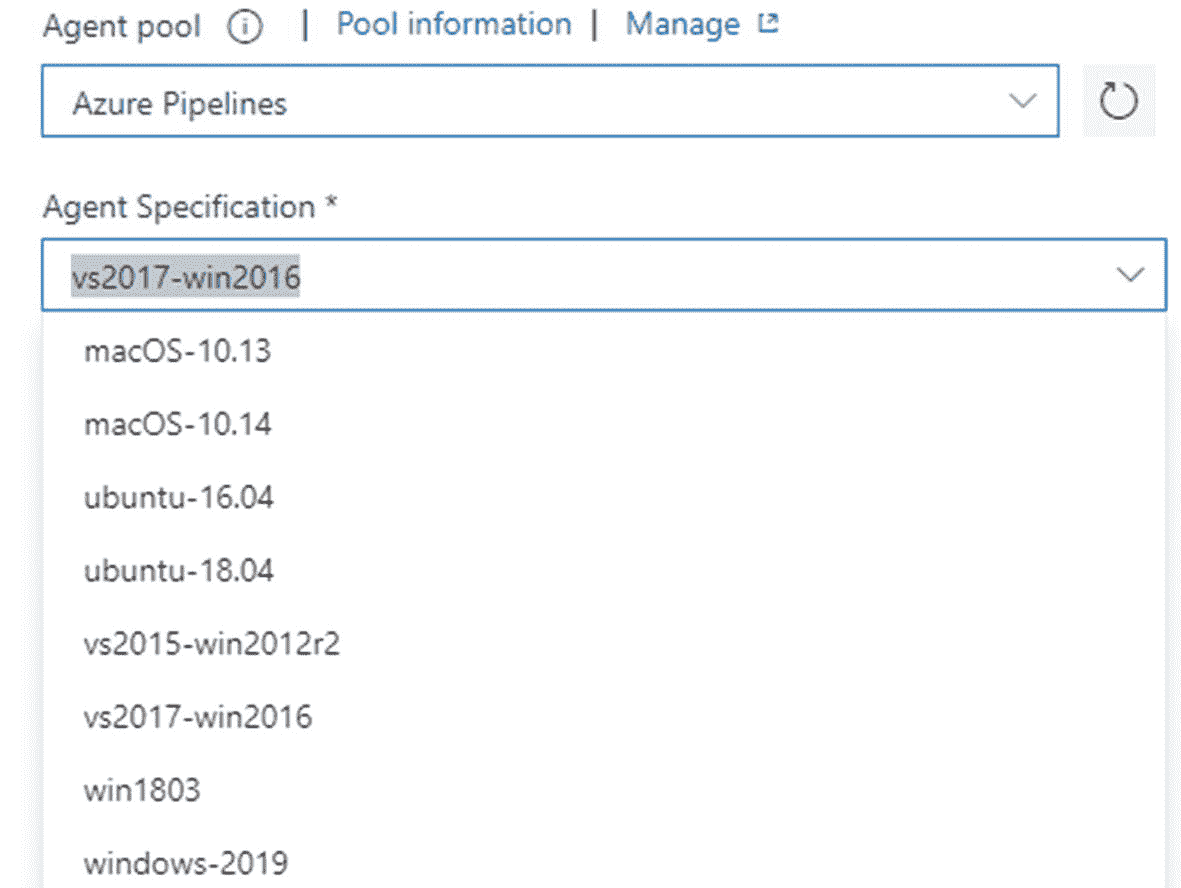 Agent pool | Pool information | Manage
Azure Pipelines
Agent Specification *
vs2017-win2016
macOS-10.13
macOS-10.14
ubuntu-16.04
ubuntu-18.04
vs2015-win2012r2
vs2017-win2016
win1803
windows-2019